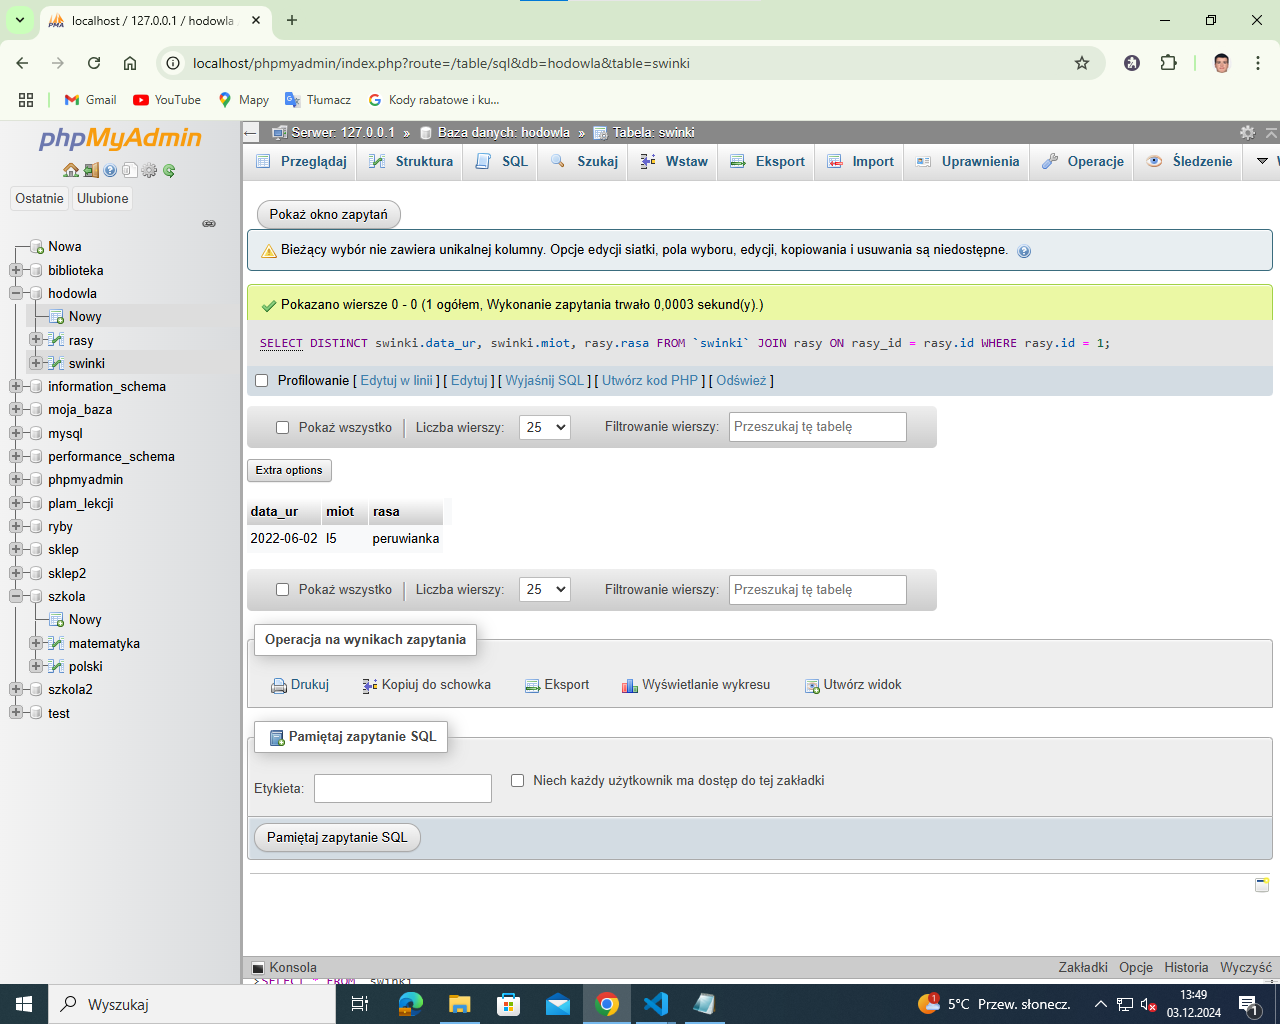 localhost / 127.0.0.1 / hodowla
localhost/phpmyadmin/index.php?route=/table/sql&db=hodowla&table=swinki
Gmail YouTube Mapy Tłumacz Kody rabatowe i ku...
phpMyAdmin
Ostatnie Ulubione
Nowa
biblioteka
hodowla
Nowy
rasy
swinki
information_schema
moja_baza
mysql
performance_schema
phpmyadmin
plam_lekcji
ryby
sklep
sklep2
szkola
Nowy
matematyka
polski
szkola2
test
Serwer: 127.0.0.1 » Baza danych: hodowla » Tabela: swinki
Przeglądaj Struktura SQL Szukaj Wstaw Eksport Import Uprawnienia Operacje Śledzenie
Pokaż okno zapytań
Bieżący wybór nie zawiera unikalnej kolumny. Opcje edycji siatki, pola wyboru, edycji, kopiowania i usuwania są niedostępne.
Pokazano wiersze 0 - 0 (1 ogółem, Wykonanie zapytania trwało 0,0003 sekund(y).)
SELECT DISTINCT swinki.data_ur, swinki.miot, rasy.rasa FROM `swinki` JOIN rasy ON rasy_id = rasy.id WHERE rasy.id = 1;
Profilowanie [ Edytuj w linii ] [ Edytuj ] [ Wyjaśnij SQL ] [ Utwórz kod PHP ] [ Odśwież ]
Pokaż wszystko Liczba wierszy: 25 Filtrowanie wierszy: Przeszukaj tę tabelę
Extra options
data_ur miot rasa
2022-06-02 I5 peruwianka
Pokaż wszystko Liczba wierszy: 25 Filtrowanie wierszy: Przeszukaj tę tabelę
Operacja na wynikach zapytania
Drukuj Kopiuj do schowka Eksport Wyświetlanie wykresu Utwórz widok
Pamiętaj zapytanie SQL
Etykieta: Niech każdy użytkownik ma dostęp do tej zakładki
Pamiętaj zapytanie SQL
Konsola Zakładki Opcje Historia Wyczyść
>SELECT * FROM `swinki`
Wyszukaj
1 5°C Przew. słonecz. 13:49
03.12.2024 1